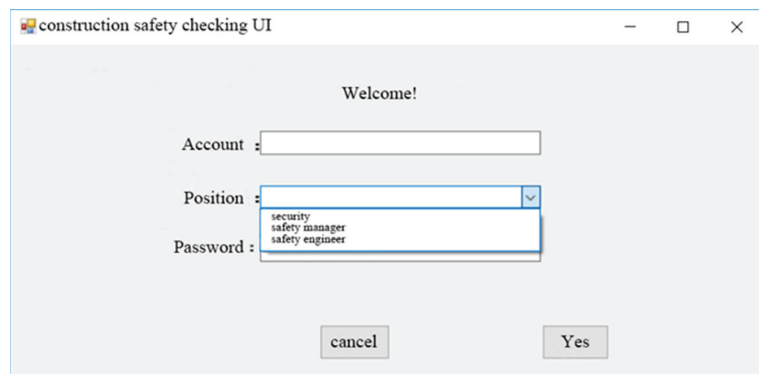 construction safety checking UI
Welcome!
Account :
Position :
security
safety manager
safety engineer
Password :
cancel Yes